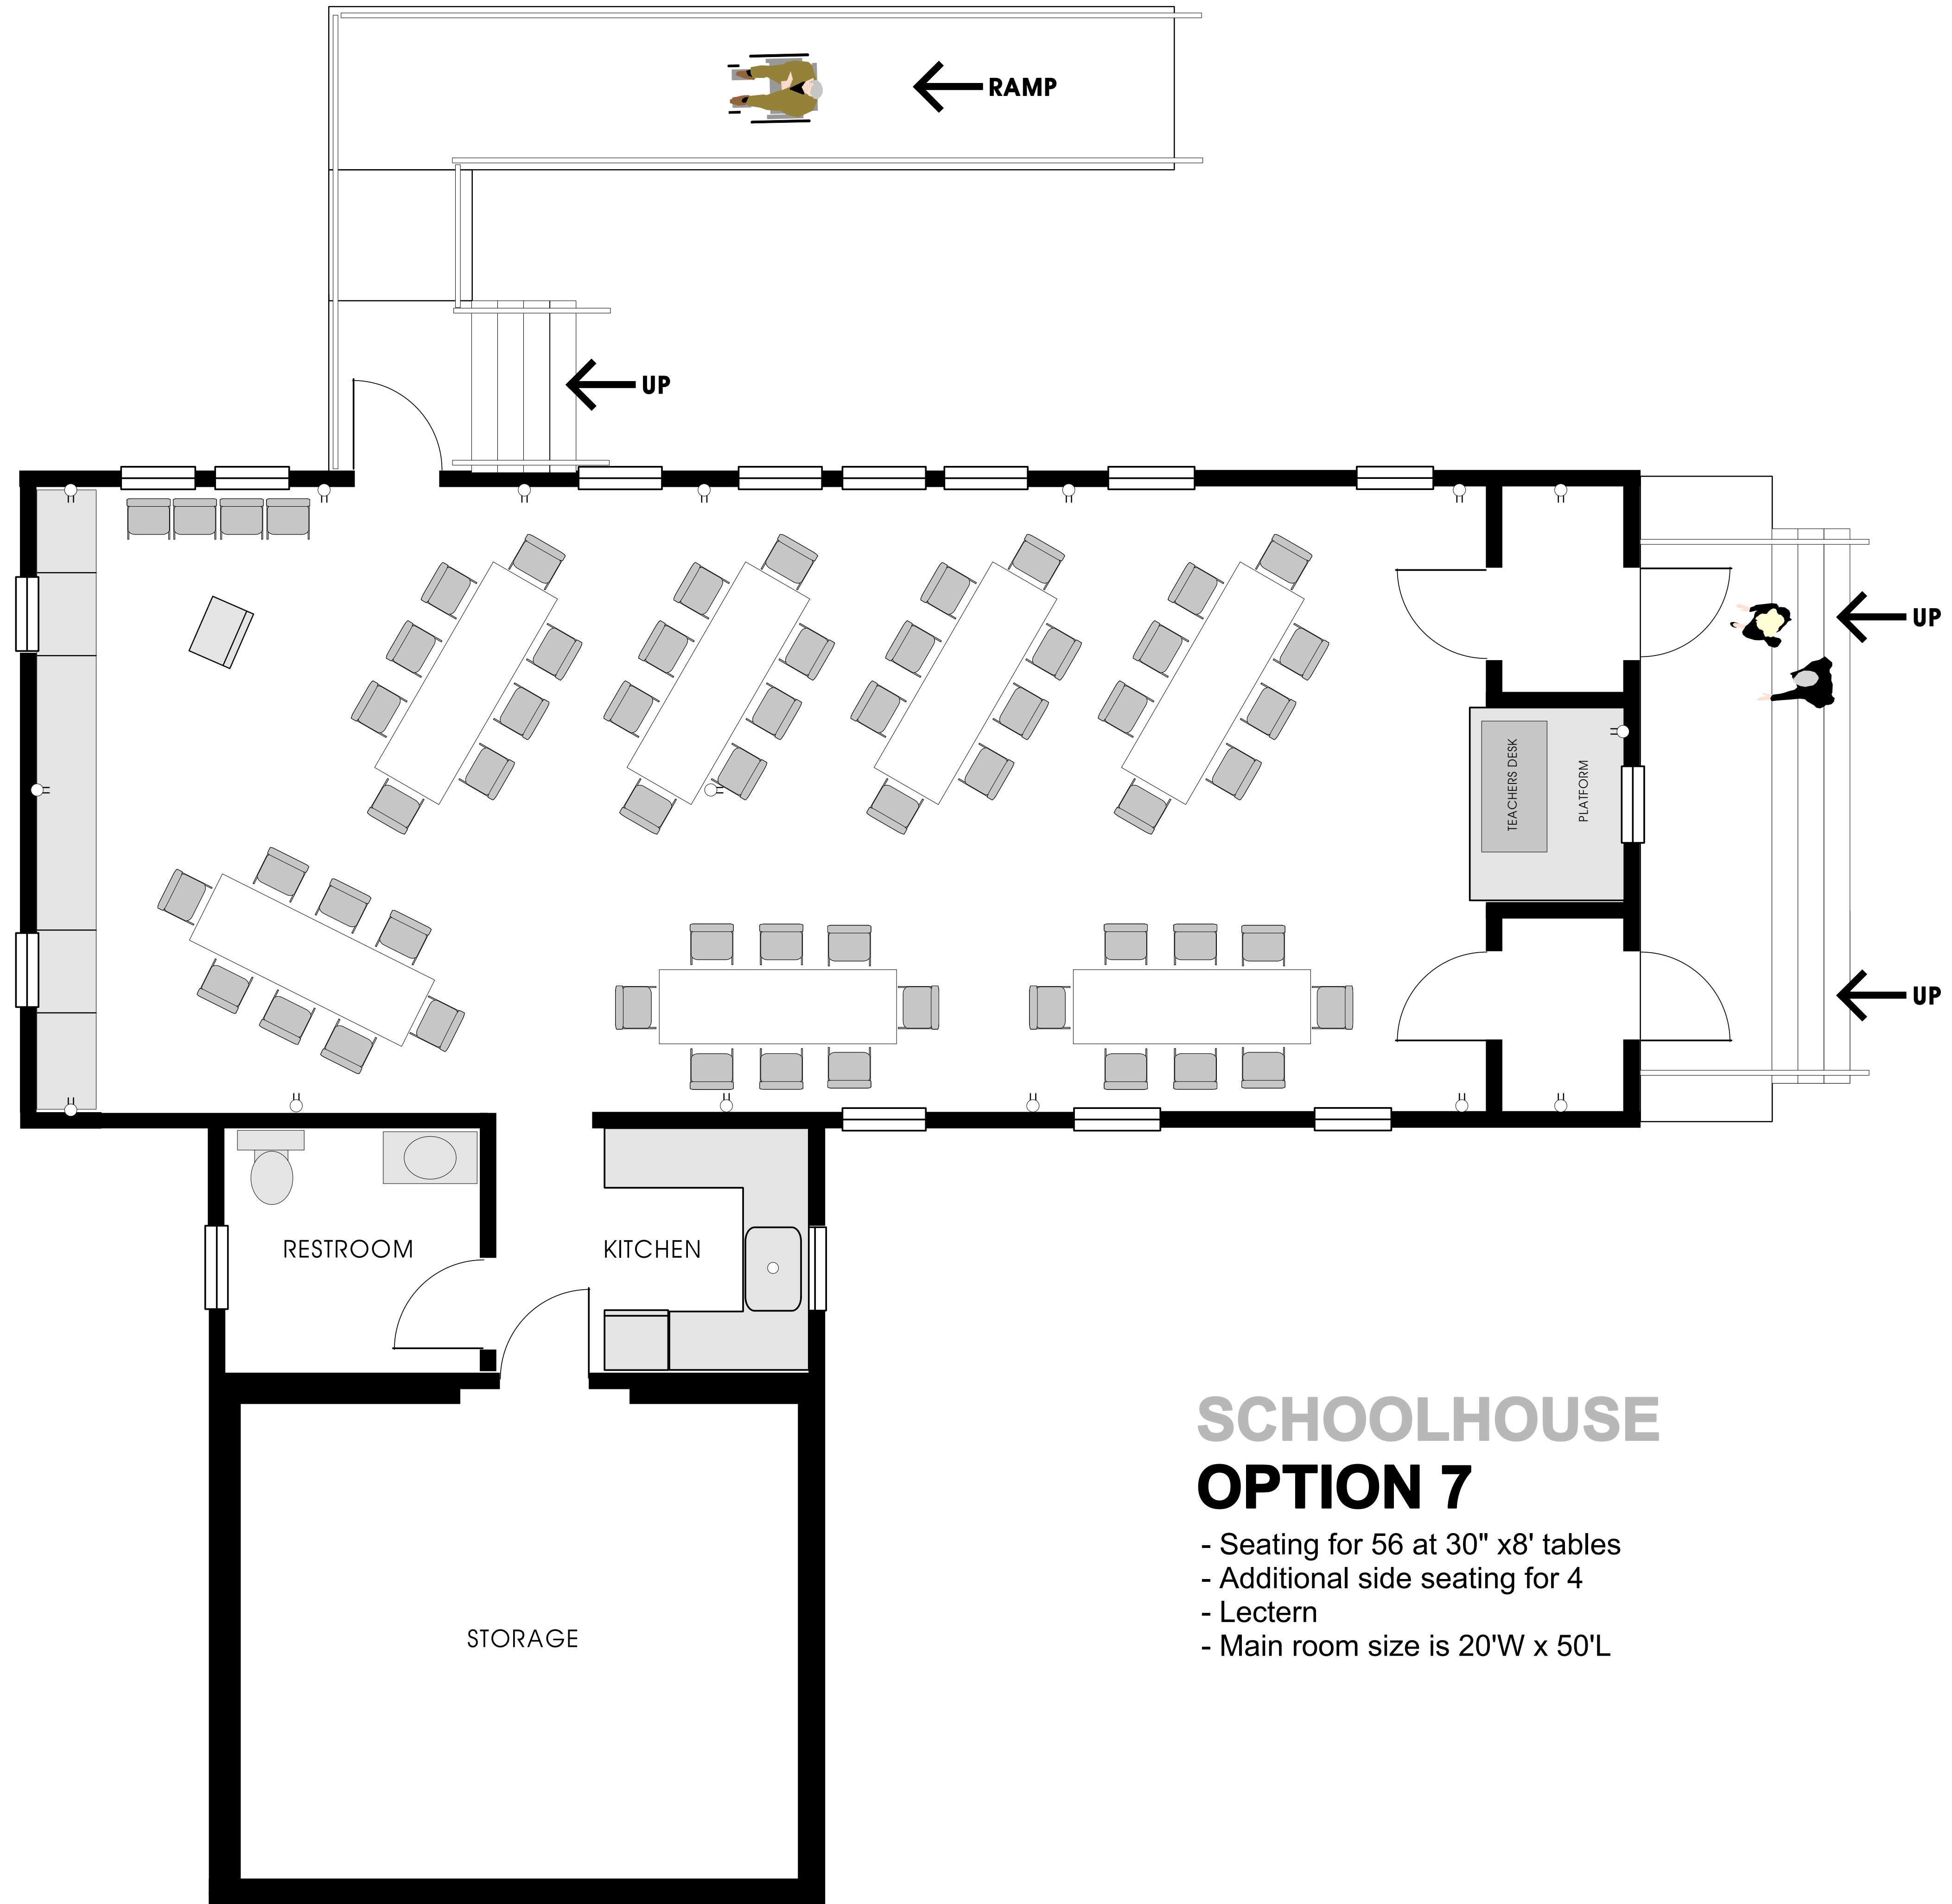 RAMP
UP
UP
TEACHERS DESK
PLATFORM
UP
RESTROOM
KITCHEN
SCHOOLHOUSE
OPTION 7
- Seating for 56 at 30" x8' tables
- Additional side seating for 4
- Lectern
- Main room size is 20'W x 50'L
STORAGE